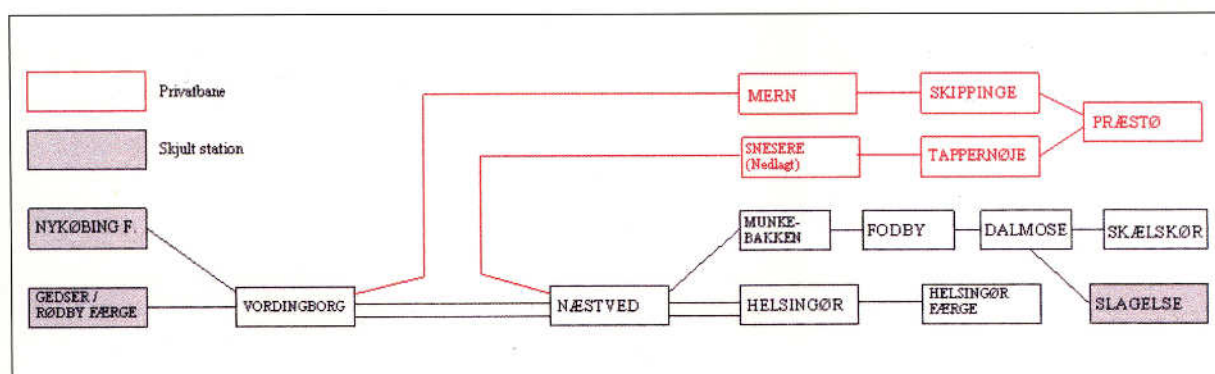 Privatbane
Skjult station
MERN
SKIPPINGE
PRÆSTØ
SNESERE
(Nedlagt)
TAPPERNØJE
NYKØBING F.
MUNKE-
BAKKEN
FODBY
DALMOSE
SKÆLSKØR
GEDSER /
RØDBY FÆRGE
VORDINGBORG
NÆSTVED
HELSINGØR
HELSINGØR
FÆRGE
SLAGELSE